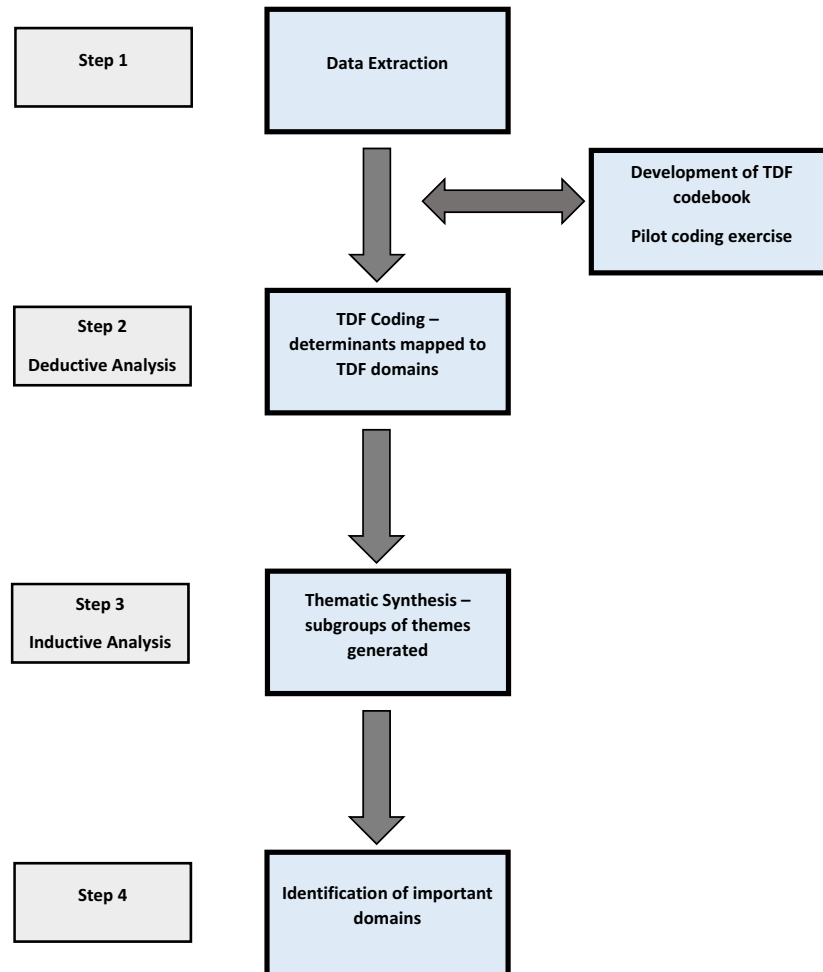 Step 1
Data Extraction
Development of TDF
codebook
Pilot coding exercise
Step 2
Deductive Analysis
TDF Coding –
determinants mapped to
TDF domains
Step 3
Inductive Analysis
Thematic Synthesis –
subgroups of themes
generated
Step 4
Identification of important
domains